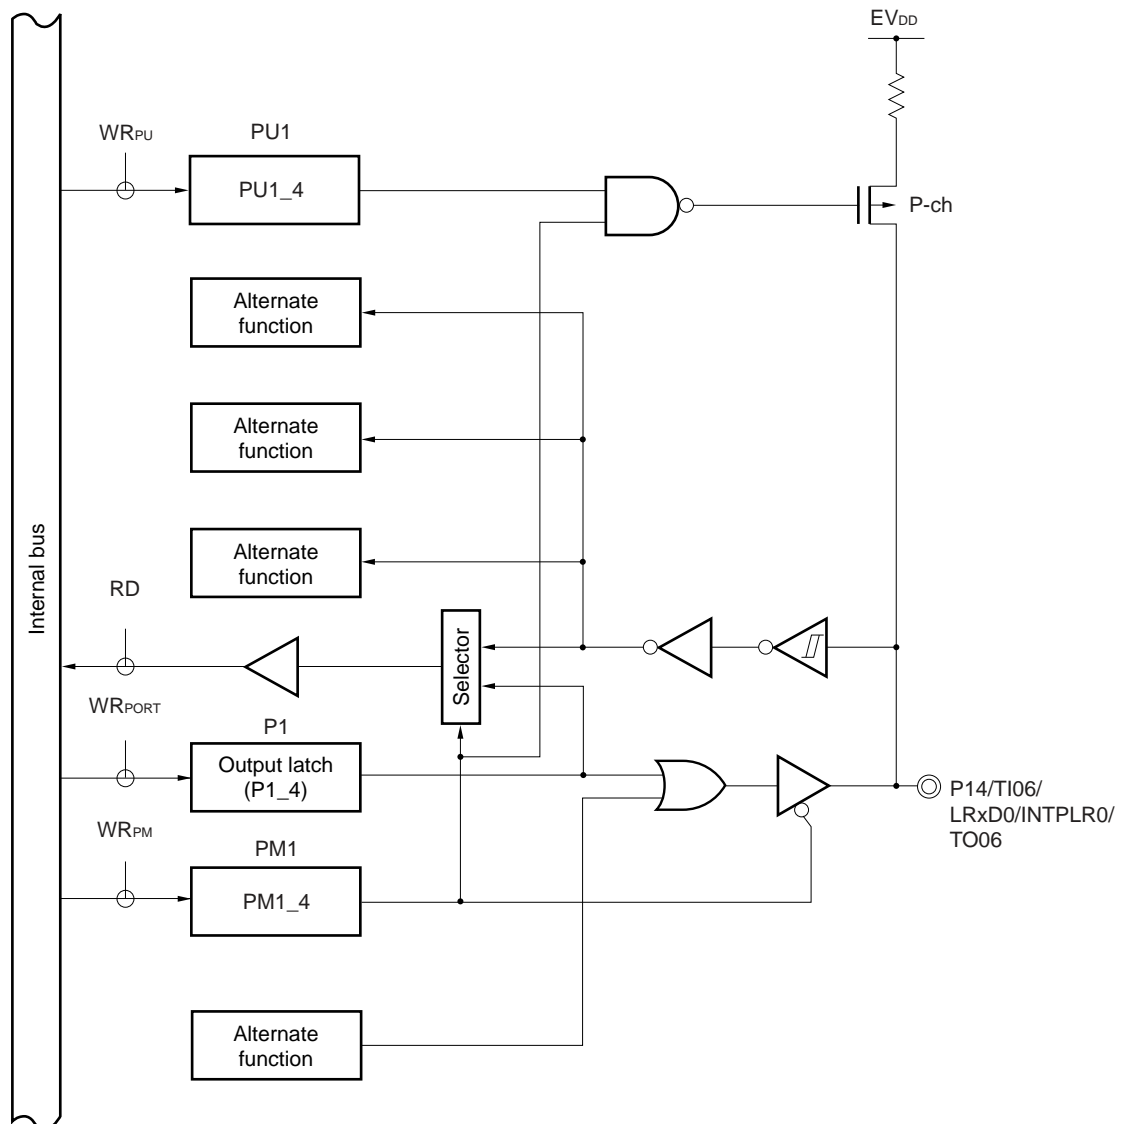 EVDD
WRPU
PU1
PU1_4
P-ch
Alternate
function
Alternate
function
Alternate
function
Internal bus
RD
Selector
WRPORT
P1
Output latch
(P1_4)
P14/TI06/
LRxD0/INTPLR0/
TO06
WRPM
PM1
PM1_4
Alternate
function